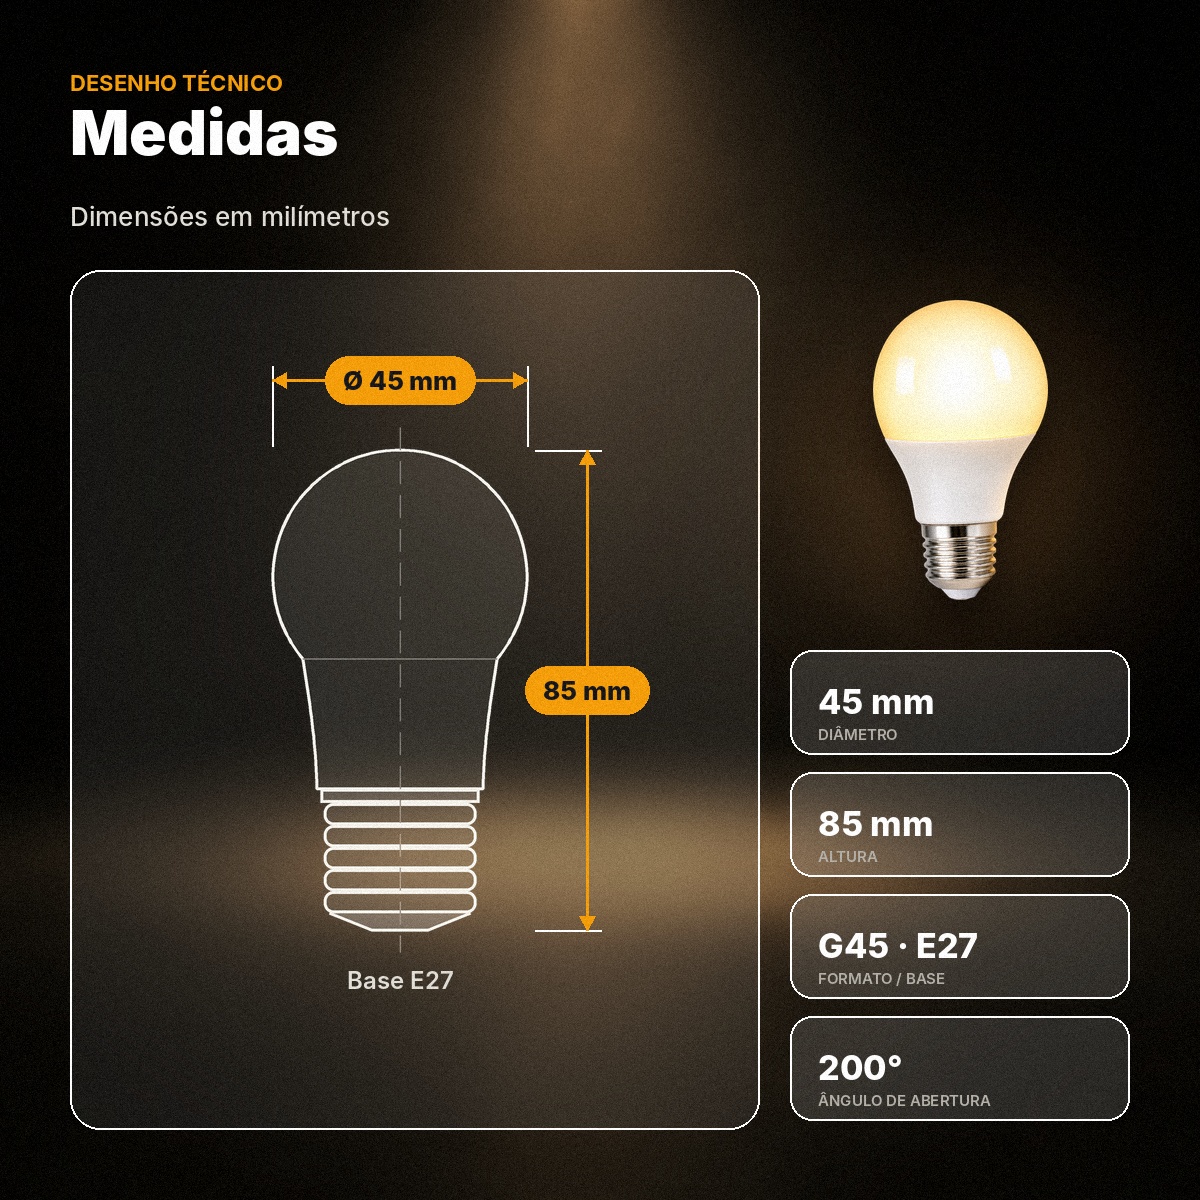 DESENHO TÉCNICO
Medidas
Dimensões em milímetros
Ø 45 mm
85 mm
Base E27
45 mm
DIÂMETRO
85 mm
ALTURA
G45 · E27
FORMATO / BASE
200°
ÂNGULO DE ABERTURA